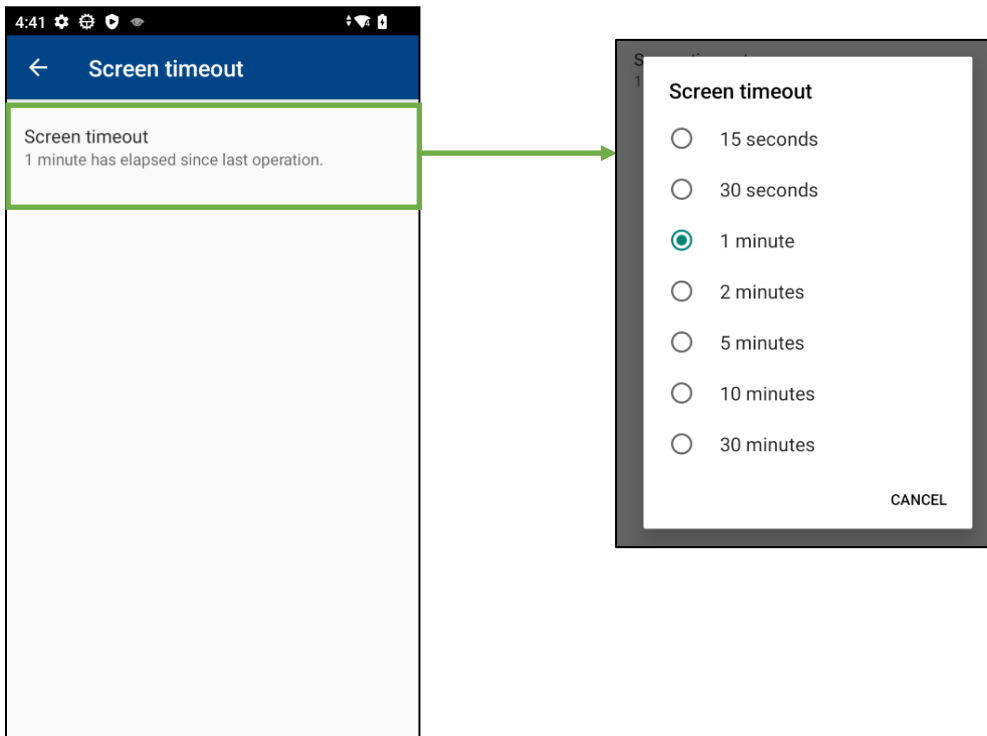 4:41
Screen timeout
Screen timeout
1 minute has elapsed since last operation.
Screen timeout
15 seconds
30 seconds
1 minute
2 minutes
5 minutes
10 minutes
30 minutes
CANCEL